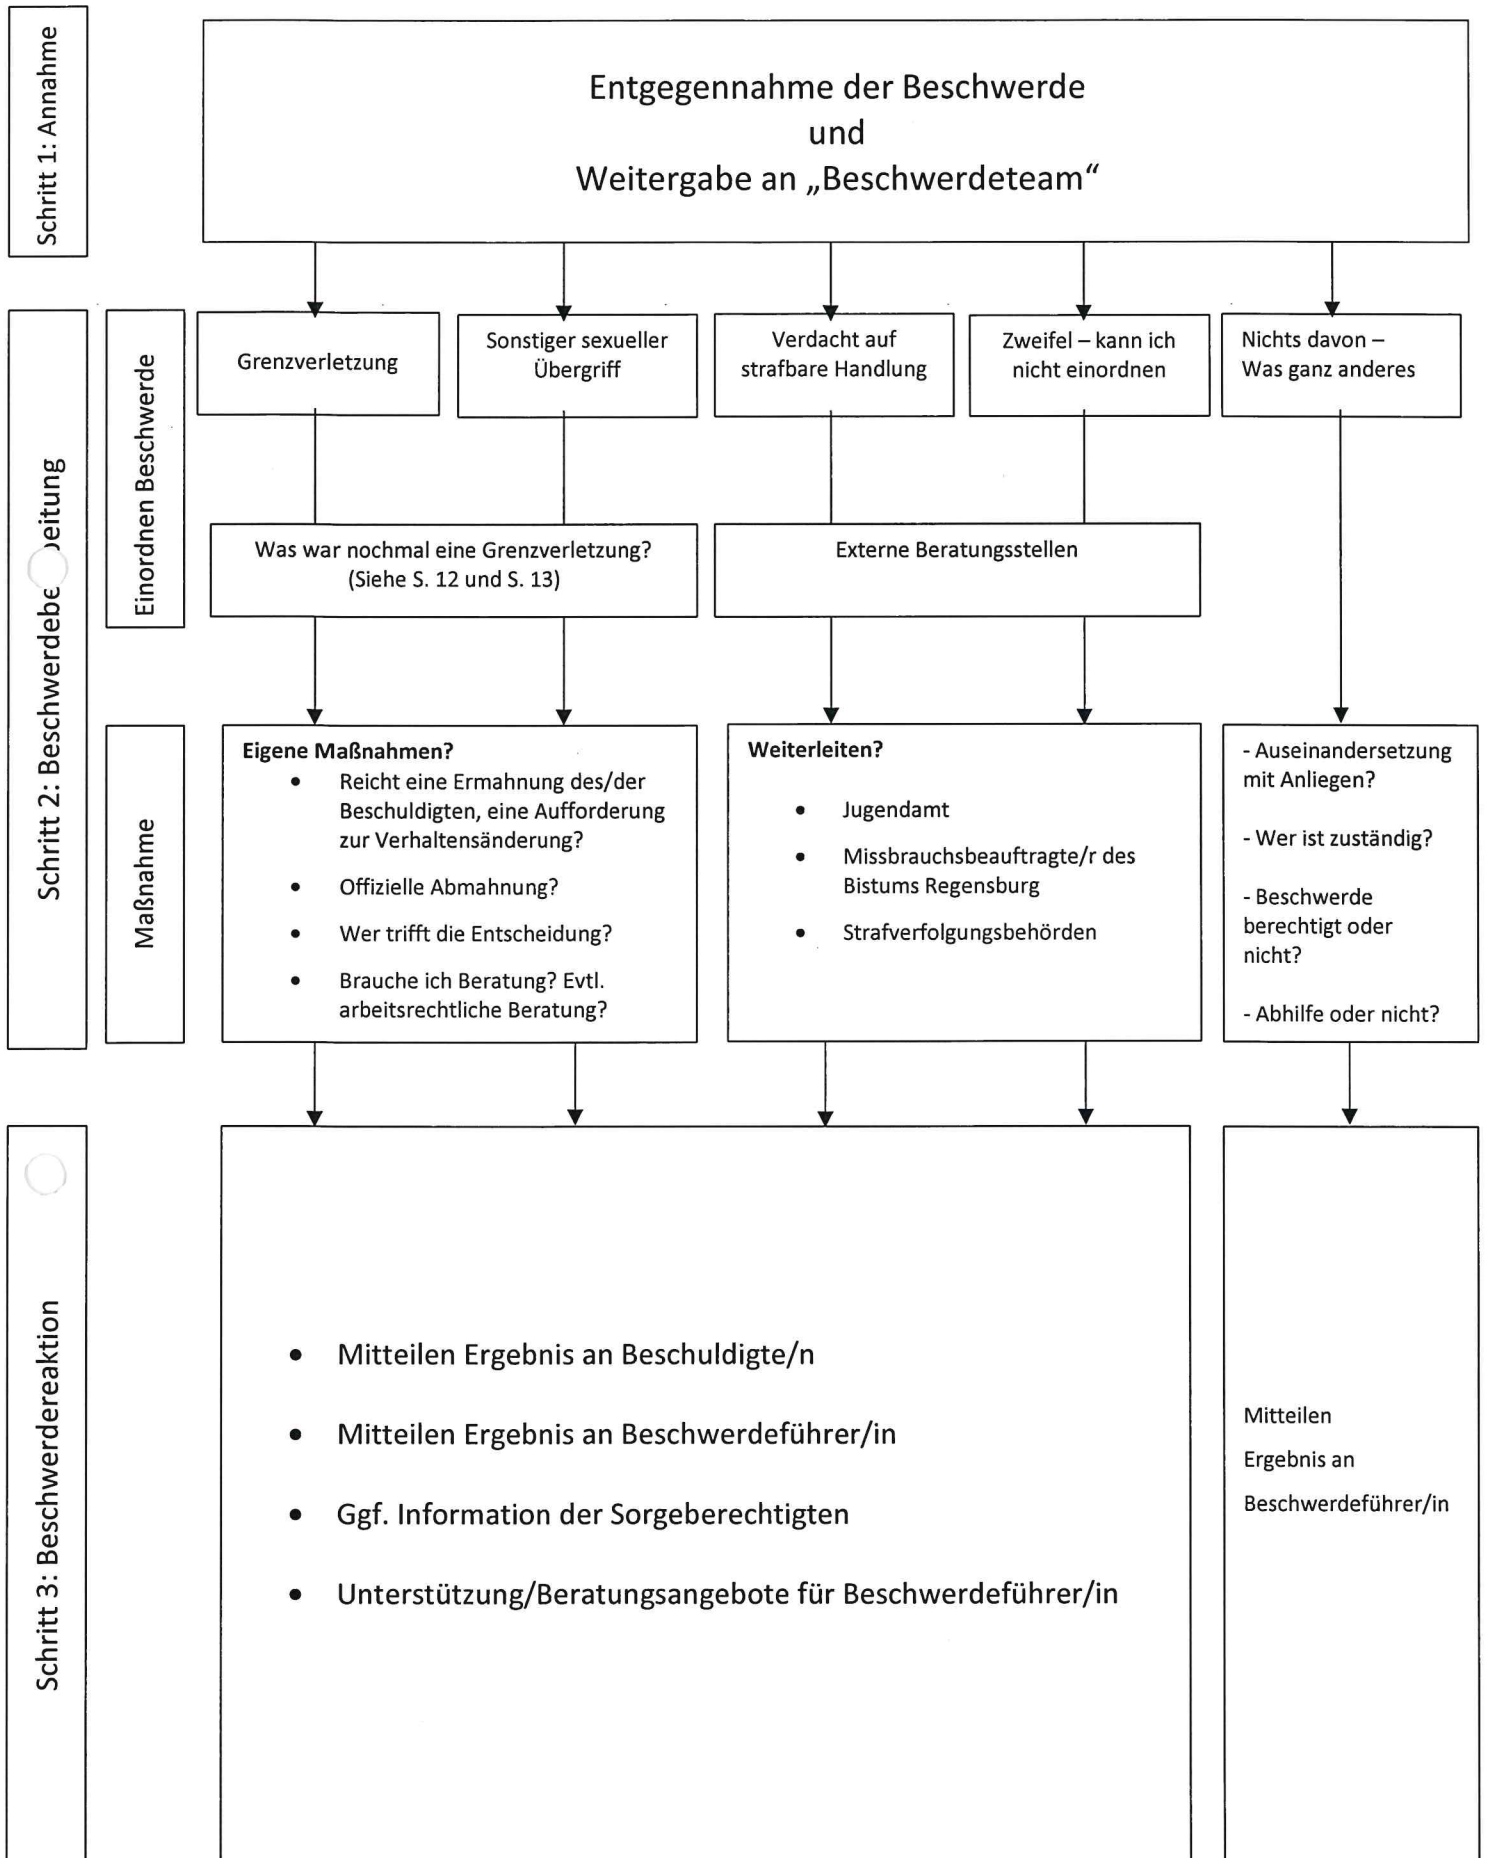 Schritt 1: Annahme
Entgegennahme der Beschwerde
und
Weitergabe an „Beschwerdeteam“
Schritt 2: Beschwerdebe eitung
Einordnen Beschwerde
Grenzverletzung
Sonstiger sexueller
Übergriff
Verdacht auf
strafbare Handlung
Zweifel – kann ich
nicht einordnen
Nichts davon –
Was ganz anderes
Was war nochmal eine Grenzverletzung?
(Siehe S. 12 und S. 13)
Externe Beratungsstellen
Maßnahme
Eigene Maßnahmen?
• Reicht eine Ermahnung des/der
Beschuldigten, eine Aufforderung
zur Verhaltensänderung?
• Offizielle Abmahnung?
• Wer trifft die Entscheidung?
• Brauche ich Beratung? Evtl.
arbeitsrechtliche Beratung?
Weiterleiten?
• Jugendamt
• Missbrauchsbeauftragte/r des
Bistums Regensburg
• Strafverfolgungsbehörden
- Auseinandersetzung
mit Anliegen?
- Wer ist zuständig?
- Beschwerde
berechtigt oder
nicht?
- Abhilfe oder nicht?
Schritt 3: Beschwerdereaktion
• Mitteilen Ergebnis an Beschuldigte/n
• Mitteilen Ergebnis an Beschwerdeführer/in
• Ggf. Information der Sorgeberechtigten
• Unterstützung/Beratungsangebote für Beschwerdeführer/in
Mitteilen
Ergebnis an
Beschwerdeführer/in